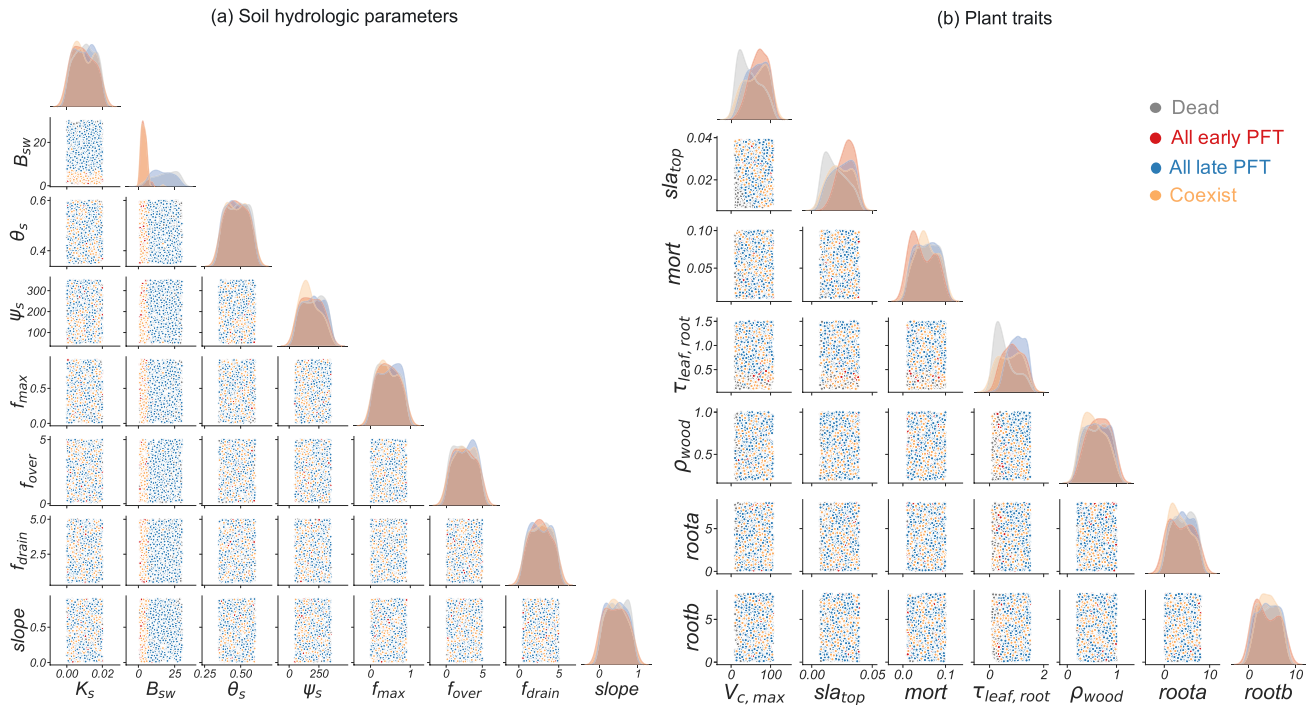 (a) Soil hydrologic parameters
(b) Plant traits
Dead
All early PFT
All late PFT
Coexist
B_sw
20
0
θ_s
0.6
0.4
ψ_s
300
200
100
f_max
0.5
0.0
f_over
5
0
f_drain
5.0
2.5
slope
0.5
0.0
0.00 0.02
0 25
0.25 0.50
0 250
0 1
0 5
0 5
0 1
K_s B_sw θ_s ψ_s f_max f_over f_drain slope
sla_top
0.04
0.02
mort
0.10
0.05
τ_leaf, root
1.5
1.0
0.5
ρ_wood
1.0
0.5
roota
5
0
rootb
5
0
0 100
0.00 0.05
0.0 0.1
0 2
0 1
0 10
0 10
V_c, max sla_top mort τ_leaf, root ρ_wood roota rootb